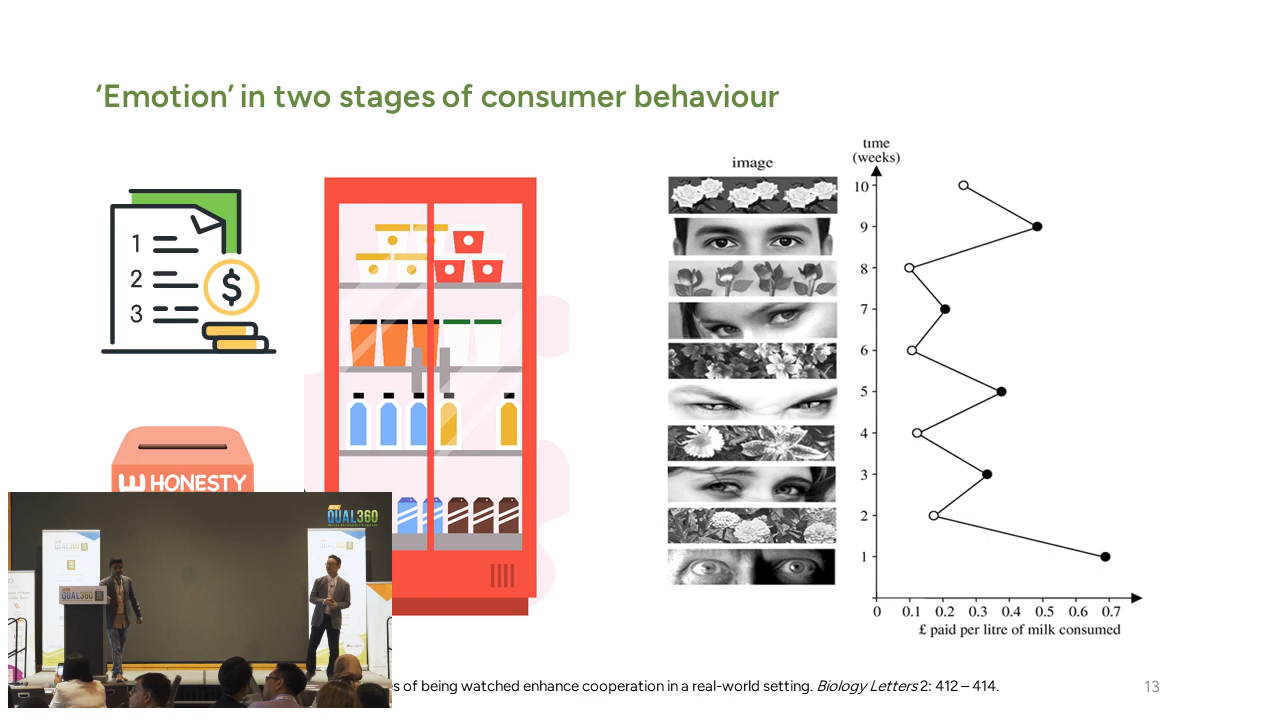 ‘Emotion’ in two stages of consumer behaviour
1
2
3
$
HONESTY
image
time
(weeks)
10
9
8
7
6
5
4
3
2
1
0 0.1 0.2 0.3 0.4 0.5 0.6 0.7
£ paid per litre of milk consumed
QUAL360
QUAL360
QUAL360
QUAL360
of being watched enhance cooperation in a real-world setting. Biology Letters 2: 412 – 414.
13